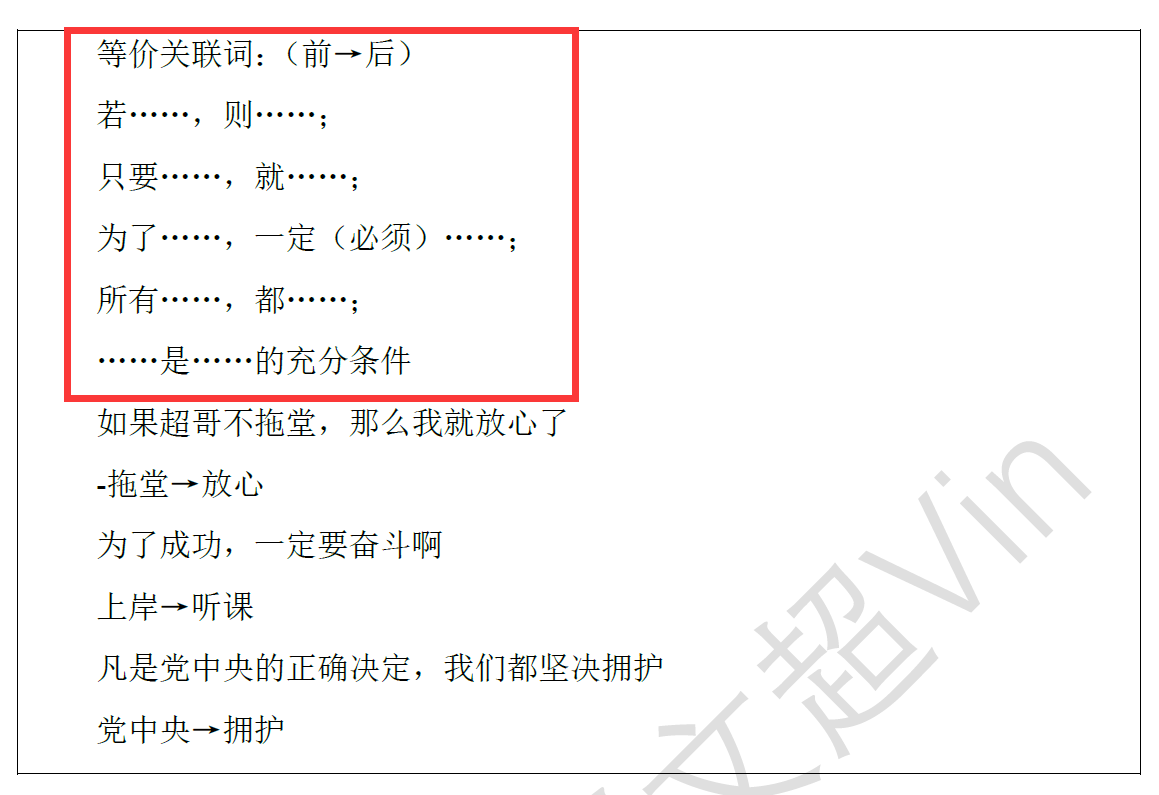 等价关联词:（前→后）
若……，则……；
只要……，就……；
为了……，一定（必须）……；
所有……，都……；
……是……的充分条件
如果超哥不拖堂，那么我就放心了
-拖堂→放心
为了成功，一定要奋斗啊
上岸→听课
凡是党中央的正确决定，我们都坚决拥护
党中央→拥护
文超Vin